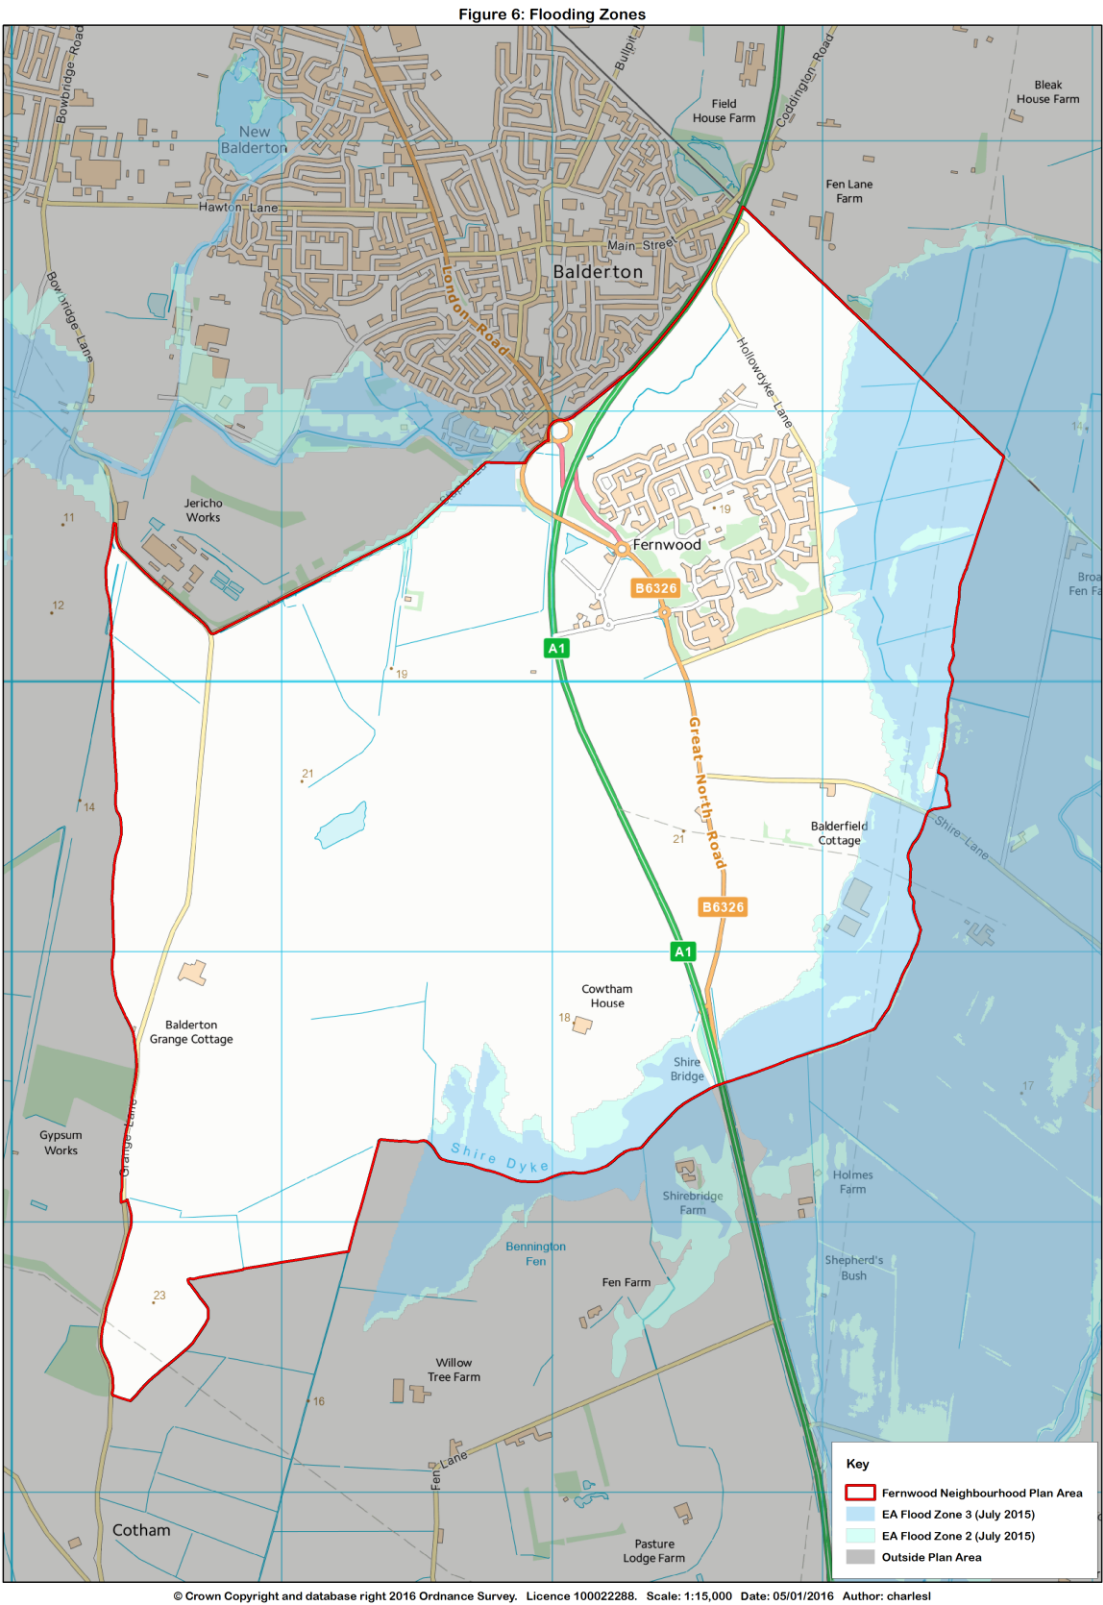 Figure 6: Flooding Zones
Bowbridge Road
Bullpit
Coddington Road
Bleak
House Farm
Field
House Farm
New
Balderton
Fen Lane
Farm
Hawton Lane
Main Street
Balderton
London Road
Bowbridge Lane
Hollowdyke Lane
14
Jericho
Works
11
19
Fernwood
B6326
Fen Fa
12
A1
19
21
Great North Road
14
21
Balderfield
Cottage
Shire Lane
B6326
A1
Cowtham
House
18
Balderton
Grange Cottage
Shire
Bridge
17
Grange Lane
Gypsum
Works
Shire Dyke
Holmes
Farm
Shirebridge
Farm
Bennington
Fen
Shepherd's
Bush
Fen Farm
23
Willow
Tree Farm
16
Fen Lane
Cotham
Pasture
Lodge Farm
Key
Fernwood Neighbourhood Plan Area
EA Flood Zone 3 (July 2015)
EA Flood Zone 2 (July 2015)
Outside Plan Area
© Crown Copyright and database right 2016 Ordnance Survey. Licence 100022288. Scale: 1:15,000 Date: 05/01/2016 Author: charlesl